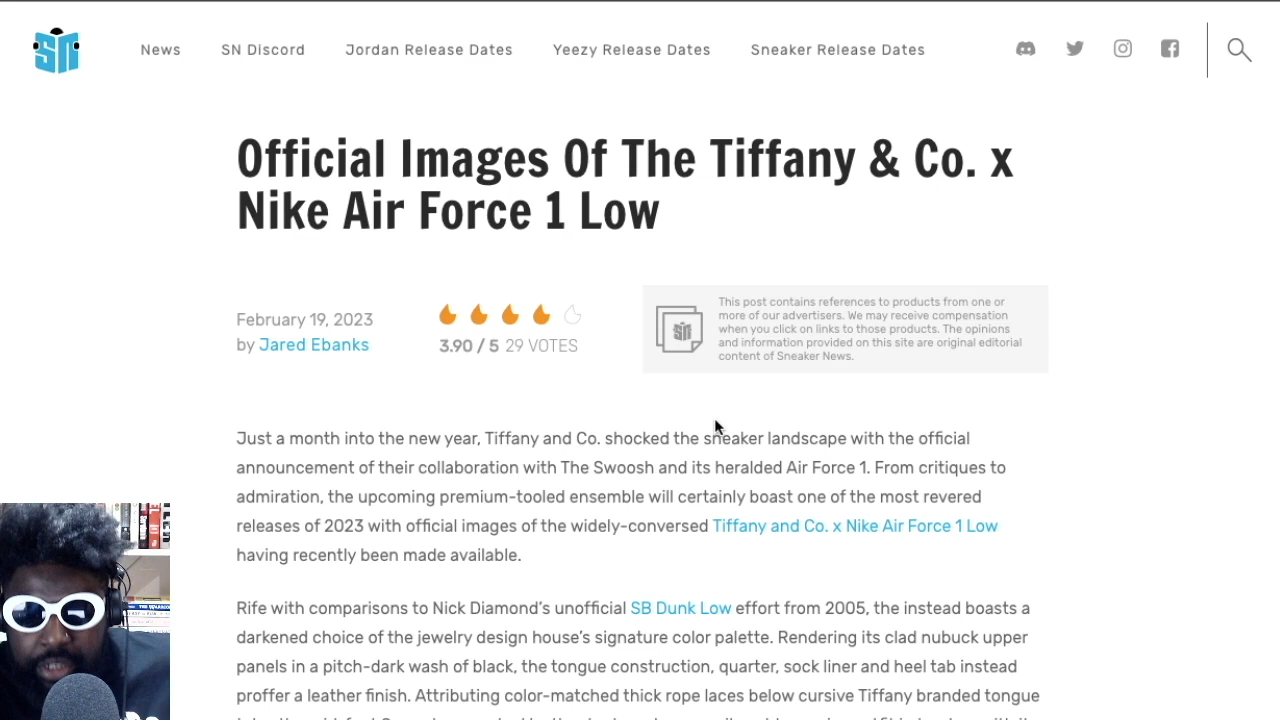 SN
News
SN Discord
Jordan Release Dates
Yeezy Release Dates
Sneaker Release Dates
Official Images Of The Tiffany & Co. x
Nike Air Force 1 Low
February 19, 2023
by Jared Ebanks
3.90 / 5 29 VOTES
SN
This post contains references to products from one or
more of our advertisers. We may receive compensation
when you click on links to those products. The opinions
and information provided on this site are original editorial
content of Sneaker News.
Just a month into the new year, Tiffany and Co. shocked the sneaker landscape with the official
announcement of their collaboration with The Swoosh and its heralded Air Force 1. From critiques to
admiration, the upcoming premium-tooled ensemble will certainly boast one of the most revered
releases of 2023 with official images of the widely-conversed Tiffany and Co. x Nike Air Force 1 Low
having recently been made available.
Rife with comparisons to Nick Diamond’s unofficial SB Dunk Low effort from 2005, the instead boasts a
darkened choice of the jewelry design house’s signature color palette. Rendering its clad nubuck upper
panels in a pitch-dark wash of black, the tongue construction, quarter, sock liner and heel tab instead
proffer a leather finish. Attributing color-matched thick rope laces below cursive Tiffany branded tongue